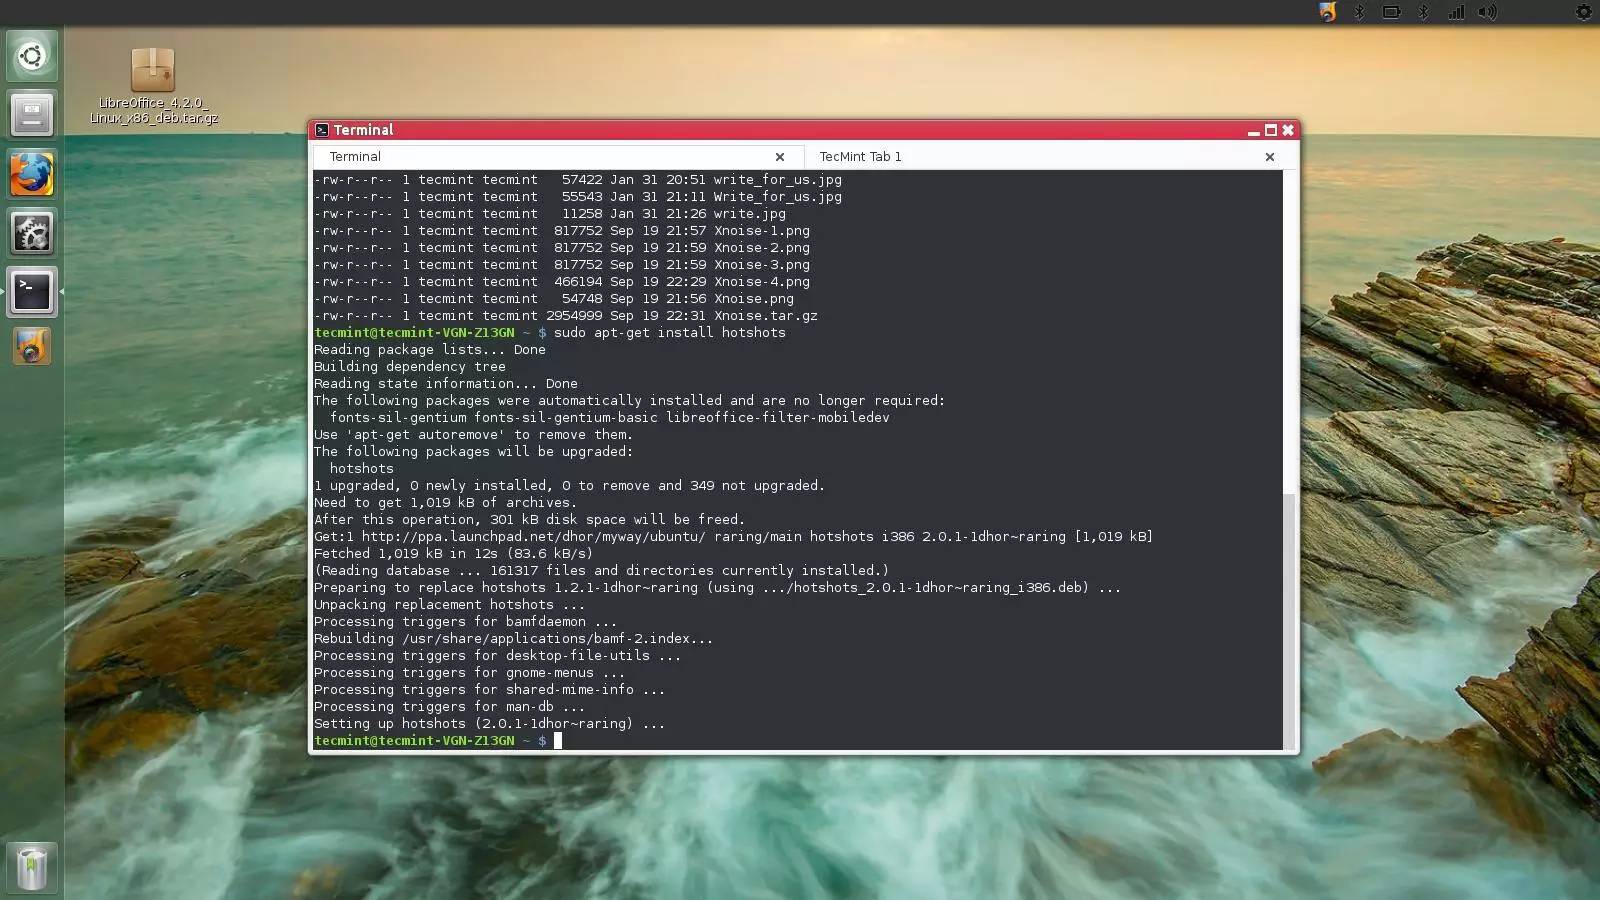 LibreOffice_4.2.0_
Linux_x86_deb.tar.gz
Terminal
Terminal
TecMint Tab 1
-rw-r--r-- 1 tecmint tecmint   57422 Jan 31 20:51 write_for_us.jpg
-rw-r--r-- 1 tecmint tecmint   55543 Jan 31 21:11 Write_for_us.jpg
-rw-r--r-- 1 tecmint tecmint   11258 Jan 31 21:26 write.jpg
-rw-r--r-- 1 tecmint tecmint  817752 Sep 19 21:57 Xnoise-1.png
-rw-r--r-- 1 tecmint tecmint  817752 Sep 19 21:59 Xnoise-2.png
-rw-r--r-- 1 tecmint tecmint  817752 Sep 19 21:59 Xnoise-3.png
-rw-r--r-- 1 tecmint tecmint  466194 Sep 19 22:29 Xnoise-4.png
-rw-r--r-- 1 tecmint tecmint   54748 Sep 19 21:56 Xnoise.png
-rw-r--r-- 1 tecmint tecmint 2954999 Sep 19 22:31 Xnoise.tar.gz
tecmint@tecmint-VGN-Z13GN ~ $ sudo apt-get install hotshots
Reading package lists... Done
Building dependency tree
Reading state information... Done
The following packages were automatically installed and are no longer required:
  fonts-sil-gentium fonts-sil-gentium-basic libreoffice-filter-mobiledev
Use 'apt-get autoremove' to remove them.
The following packages will be upgraded:
  hotshots
1 upgraded, 0 newly installed, 0 to remove and 349 not upgraded.
Need to get 1,019 kB of archives.
After this operation, 301 kB disk space will be freed.
Get:1 http://ppa.launchpad.net/dhor/myway/ubuntu/ raring/main hotshots i386 2.0.1-1dhor~raring [1,019 kB]
Fetched 1,019 kB in 12s (83.6 kB/s)
(Reading database ... 161317 files and directories currently installed.)
Preparing to replace hotshots 1.2.1-1dhor~raring (using .../hotshots_2.0.1-1dhor~raring_i386.deb) ...
Unpacking replacement hotshots ...
Processing triggers for bamfdaemon ...
Rebuilding /usr/share/applications/bamf-2.index...
Processing triggers for desktop-file-utils ...
Processing triggers for gnome-menus ...
Processing triggers for shared-mime-info ...
Processing triggers for man-db ...
Setting up hotshots (2.0.1-1dhor~raring) ...
tecmint@tecmint-VGN-Z13GN ~ $